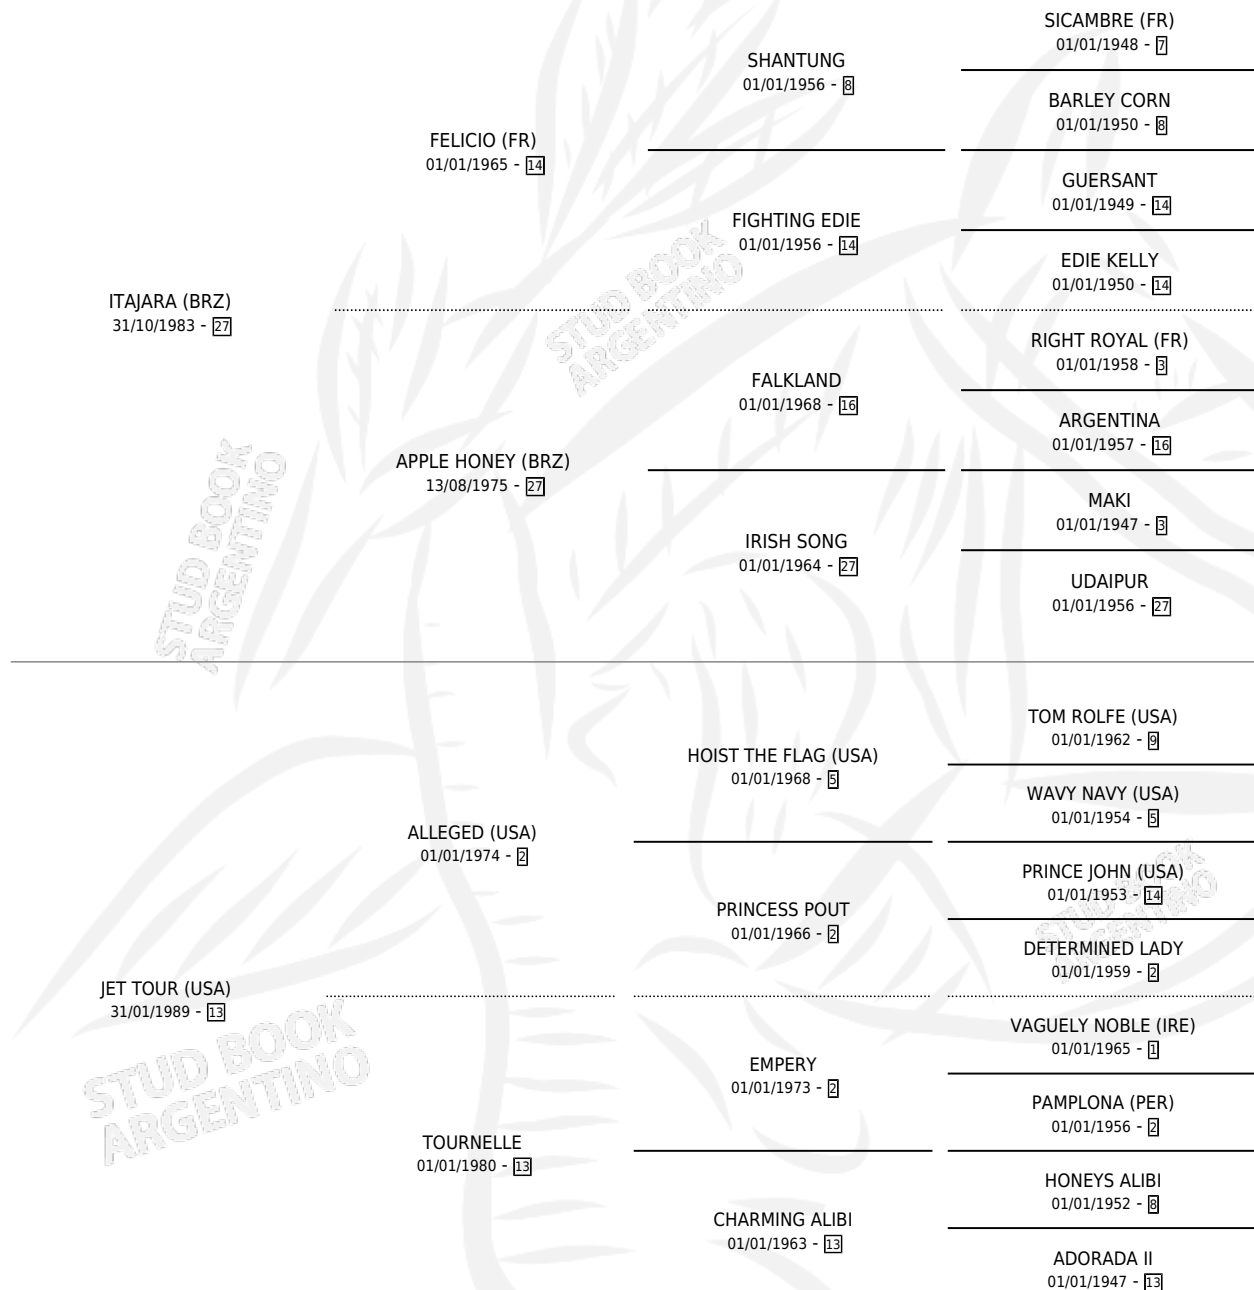 SICAMBRE (FR)
01/01/1948 - 7
SHANTUNG
01/01/1956 - 8
BARLEY CORN
01/01/1950 - 8
FELICIO (FR)
01/01/1965 - 14
GUERSANT
01/01/1949 - 14
FIGHTING EDIE
01/01/1956 - 14
EDIE KELLY
01/01/1950 - 14
ITAJARA (BRZ)
31/10/1983 - 27
STUD BOOK
ARGENTINO
RIGHT ROYAL (FR)
01/01/1958 - 3
FALKLAND
01/01/1968 - 16
ARGENTINA
01/01/1957 - 16
APPLE HONEY (BRZ)
13/08/1975 - 27
MAKI
01/01/1947 - 3
IRISH SONG
01/01/1964 - 27
UDAIPUR
01/01/1956 - 27
STUD BOOK
ARGENTINO
TOM ROLFE (USA)
01/01/1962 - 9
HOIST THE FLAG (USA)
01/01/1968 - 5
WAVY NAVY (USA)
01/01/1954 - 5
ALLEGED (USA)
01/01/1974 - 2
PRINCE JOHN (USA)
01/01/1953 - 14
PRINCESS POUT
01/01/1966 - 2
STUD BOOK
ARGENTINO
DETERMINED LADY
01/01/1959 - 2
JET TOUR (USA)
31/01/1989 - 13
VAGUELY NOBLE (IRE)
01/01/1965 - 1
EMPERY
01/01/1973 - 2
PAMPLONA (PER)
01/01/1956 - 2
STUD BOOK
ARGENTINO
TOURNELLE
01/01/1980 - 13
HONEYS ALIBI
01/01/1952 - 8
CHARMING ALIBI
01/01/1963 - 13
ADORADA II
01/01/1947 - 13